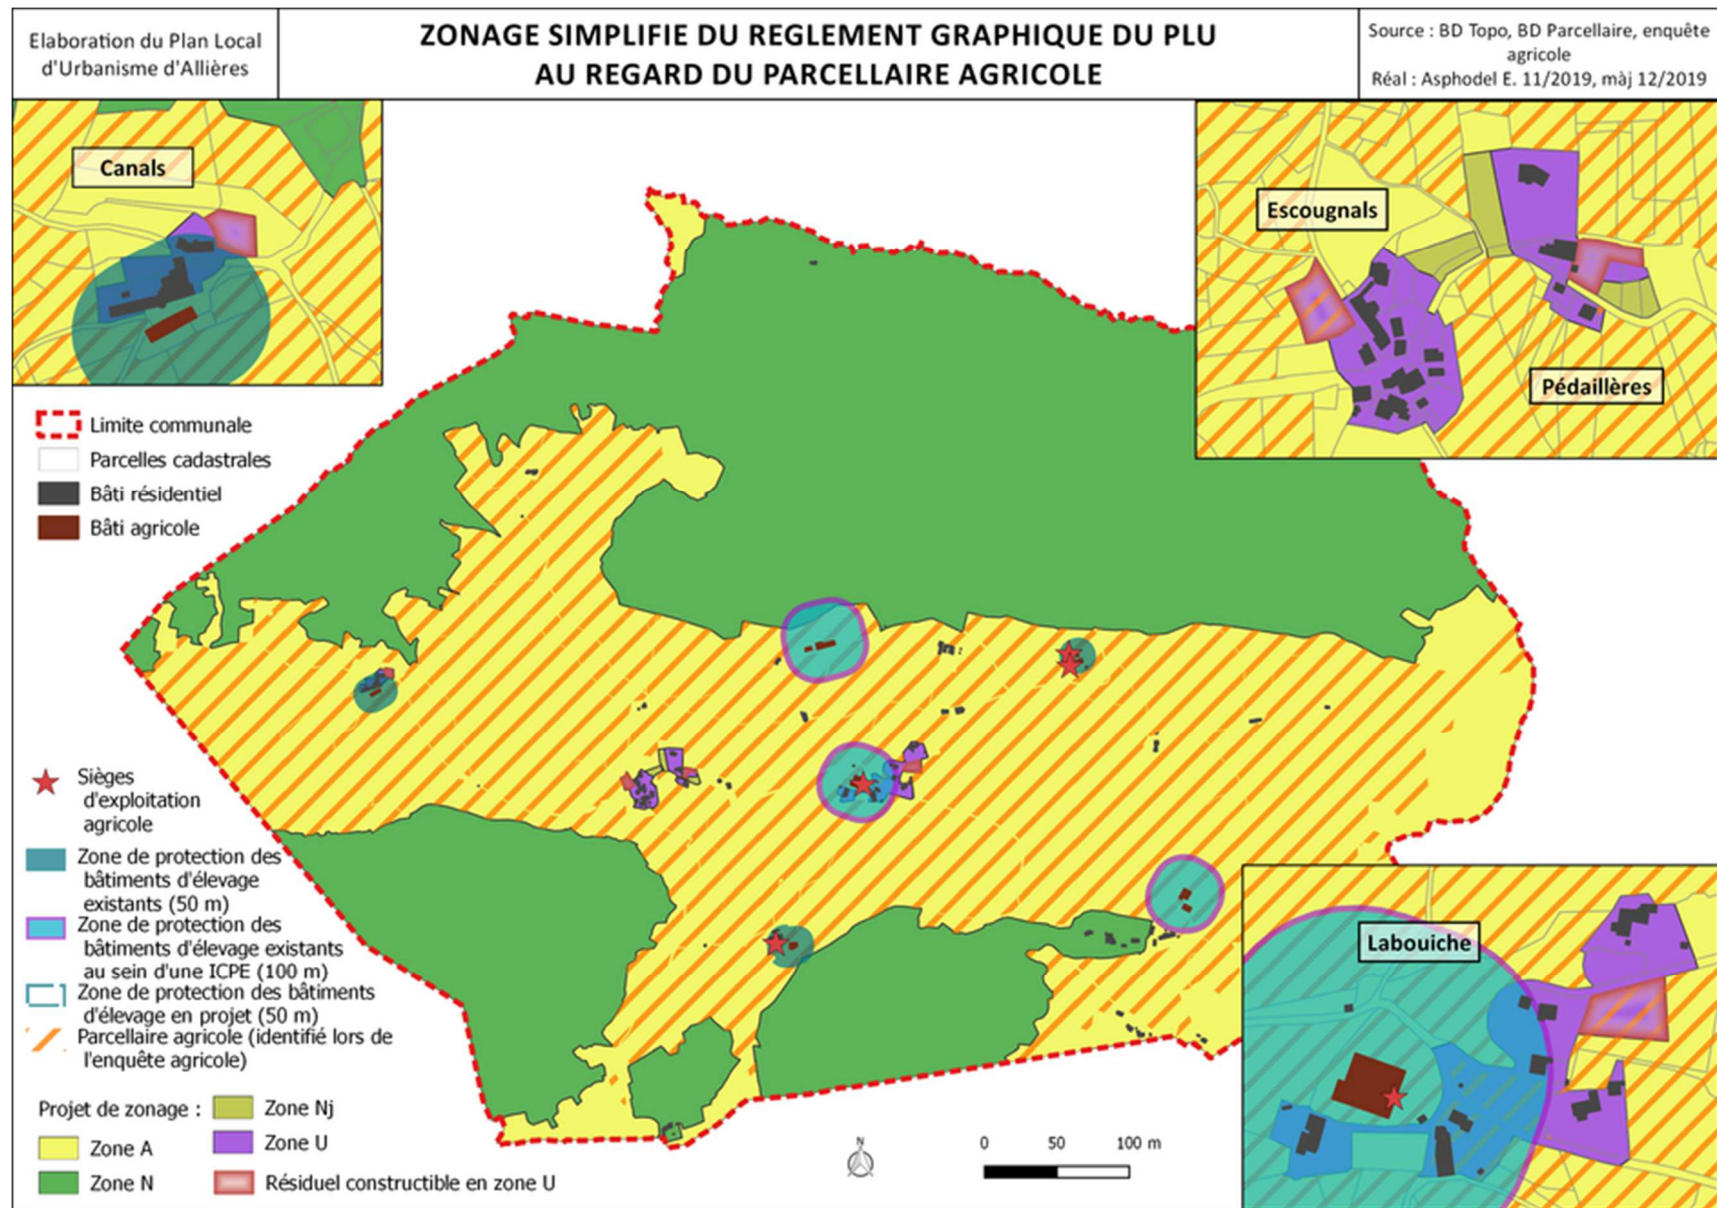 Elaboration du Plan Local
d'Urbanisme d'Allières
ZONAGE SIMPLIFIE DU REGLEMENT GRAPHIQUE DU PLU
AU REGARD DU PARCELLAIRE AGRICOLE
Source : BD Topo, BD Parcellaire, enquête
agricole
Réal : Asphodel E. 11/2019, màj 12/2019
Canals
Escougnals
Pédaillères
Limite communale
Parcelles cadastrales
Bâti résidentiel
Bâti agricole
Sièges
d'exploitation
agricole
Zone de protection des
bâtiments d'élevage
existants (50 m)
Zone de protection des
bâtiments d'élevage existants
au sein d'une ICPE (100 m)
Zone de protection des bâtiments
d'élevage en projet (50 m)
Parcellaire agricole (identifié lors de
l'enquête agricole)
Projet de zonage :
Zone A
Zone N
Zone Nj
Zone U
Résiduel constructible en zone U
N
0 50 100 m
Labouiche